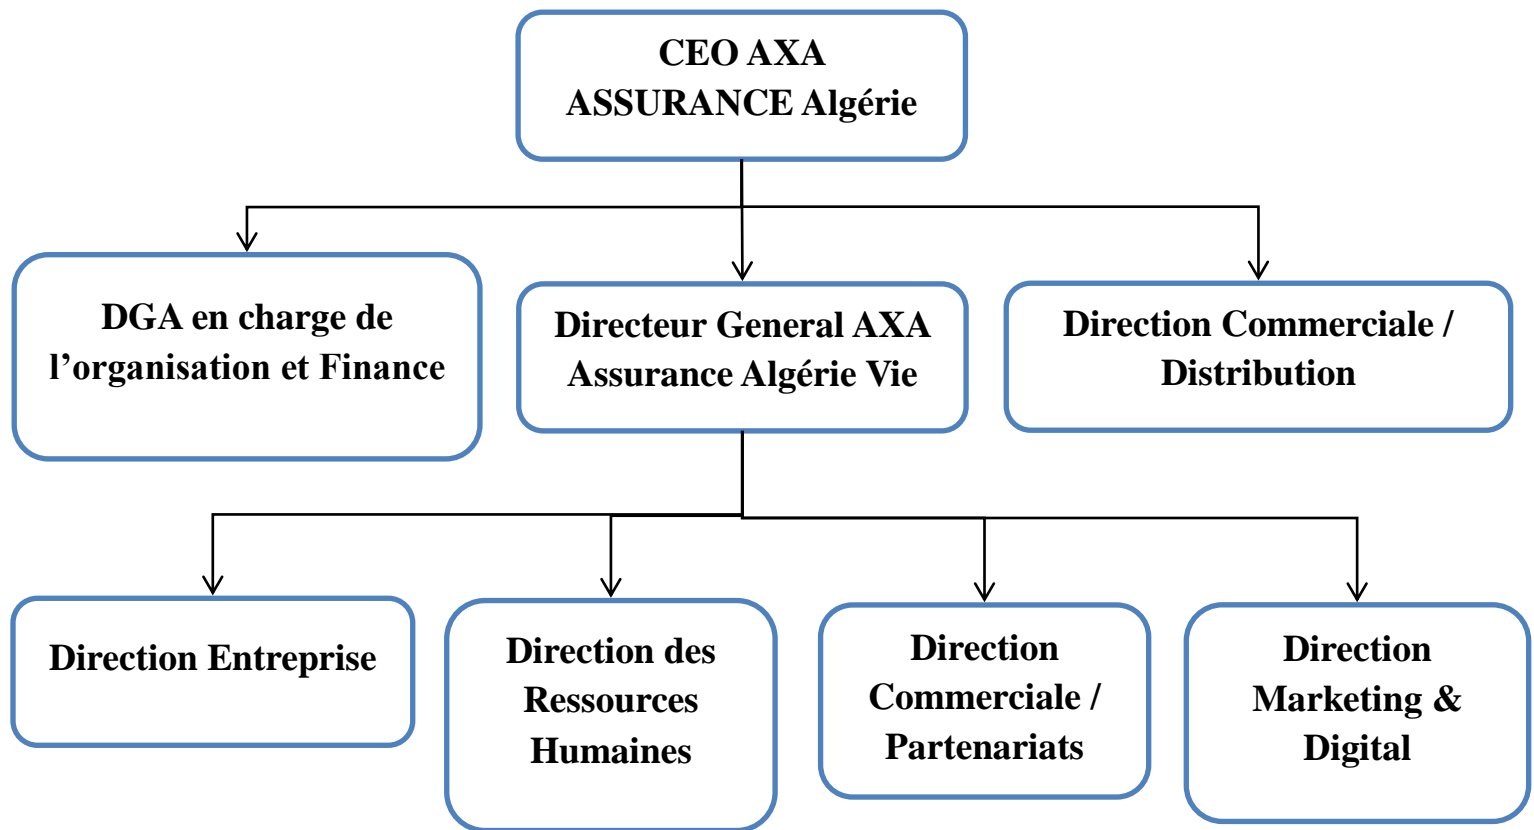 CEO AXA
ASSURANCE Algérie
DGA en charge de
l’organisation et Finance
Directeur General AXA
Assurance Algérie Vie
Direction Commerciale /
Distribution
Direction Entreprise
Direction des
Ressources
Humaines
Direction
Commerciale /
Partenariats
Direction
Marketing &
Digital